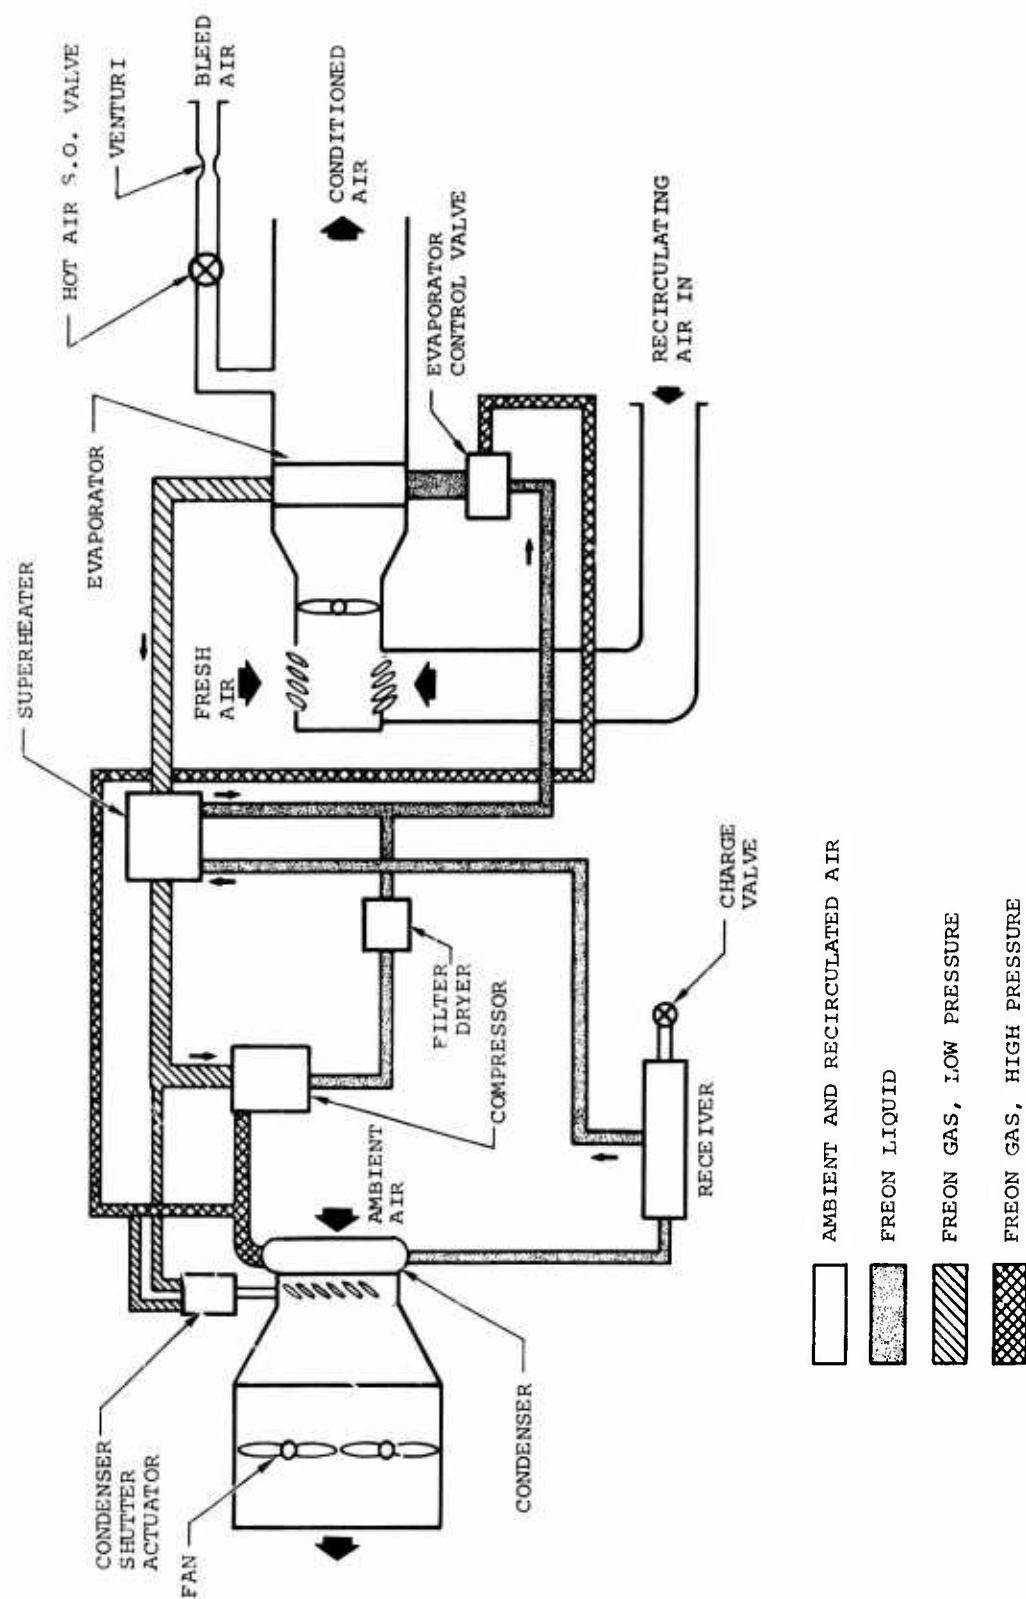 HOT AIR S.O. VALVE
VENTURI
BLEED
AIR
EVAPORATOR
CONDITIONED
AIR
SUPERHEATER
EVAPORATOR
CONTROL VALVE
FRESH
AIR
RECIRCULATING
AIR IN
FILTER
DRYER
CHARGE
VALVE
COMPRESSOR
AMBIENT
AIR
RECEIVER
CONDENSER
SHUTTER
ACTUATOR
FAN
CONDENSER
AMBIENT AND RECIRCULATED AIR
FREON LIQUID
FREON GAS, LOW PRESSURE
FREON GAS, HIGH PRESSURE